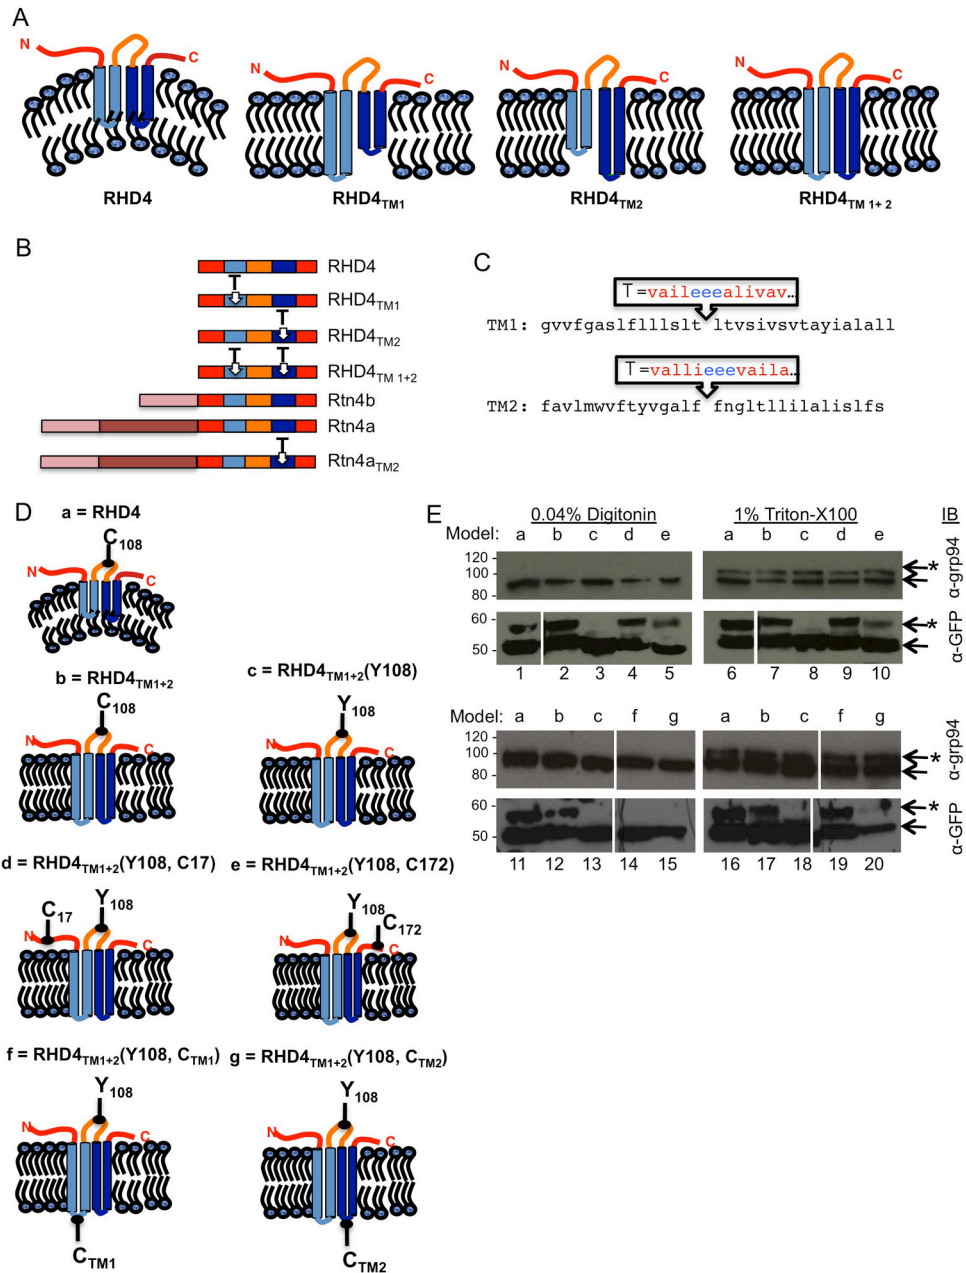 A
N
C
RHD4
N
C
RHD4TM1
N
C
RHD4TM2
N
C
RHD4TM 1+ 2
B
RHD4
RHD4TM1
RHD4TM2
RHD4TM 1+2
Rtn4b
Rtn4a
Rtn4aTM2
C
T=vaileeealivav..
TM1: gvvfgaslflllslt ltvsivsvtayialall
T=vallieeevaila..
TM2: favlmwvftyvgalf fngltllilalislfs
D
a = RHD4
C108
N
C
b = RHD4TM1+2
C108
N
C
c = RHD4TM1+2(Y108)
Y108
N
C
d = RHD4TM1+2(Y108, C17)
C17
Y108
N
C
e = RHD4TM1+2(Y108, C172)
Y108
C172
N
C
f = RHD4TM1+2(Y108, CTM1)
Y108
N
C
CTM1
g = RHD4TM1+2(Y108, CTM2)
Y108
N
C
CTM2
E
0.04% Digitonin 1% Triton-X100 IB
Model: a b c d e a b c d e
120 -
100 -
80 -
* α-grp94
60 -
50 -
* α-GFP
1 2 3 4 5 6 7 8 9 10
Model: a b c f g a b c f g
120 -
100 -
80 -
* α-grp94
60 -
50 -
* α-GFP
11 12 13 14 15 16 17 18 19 20